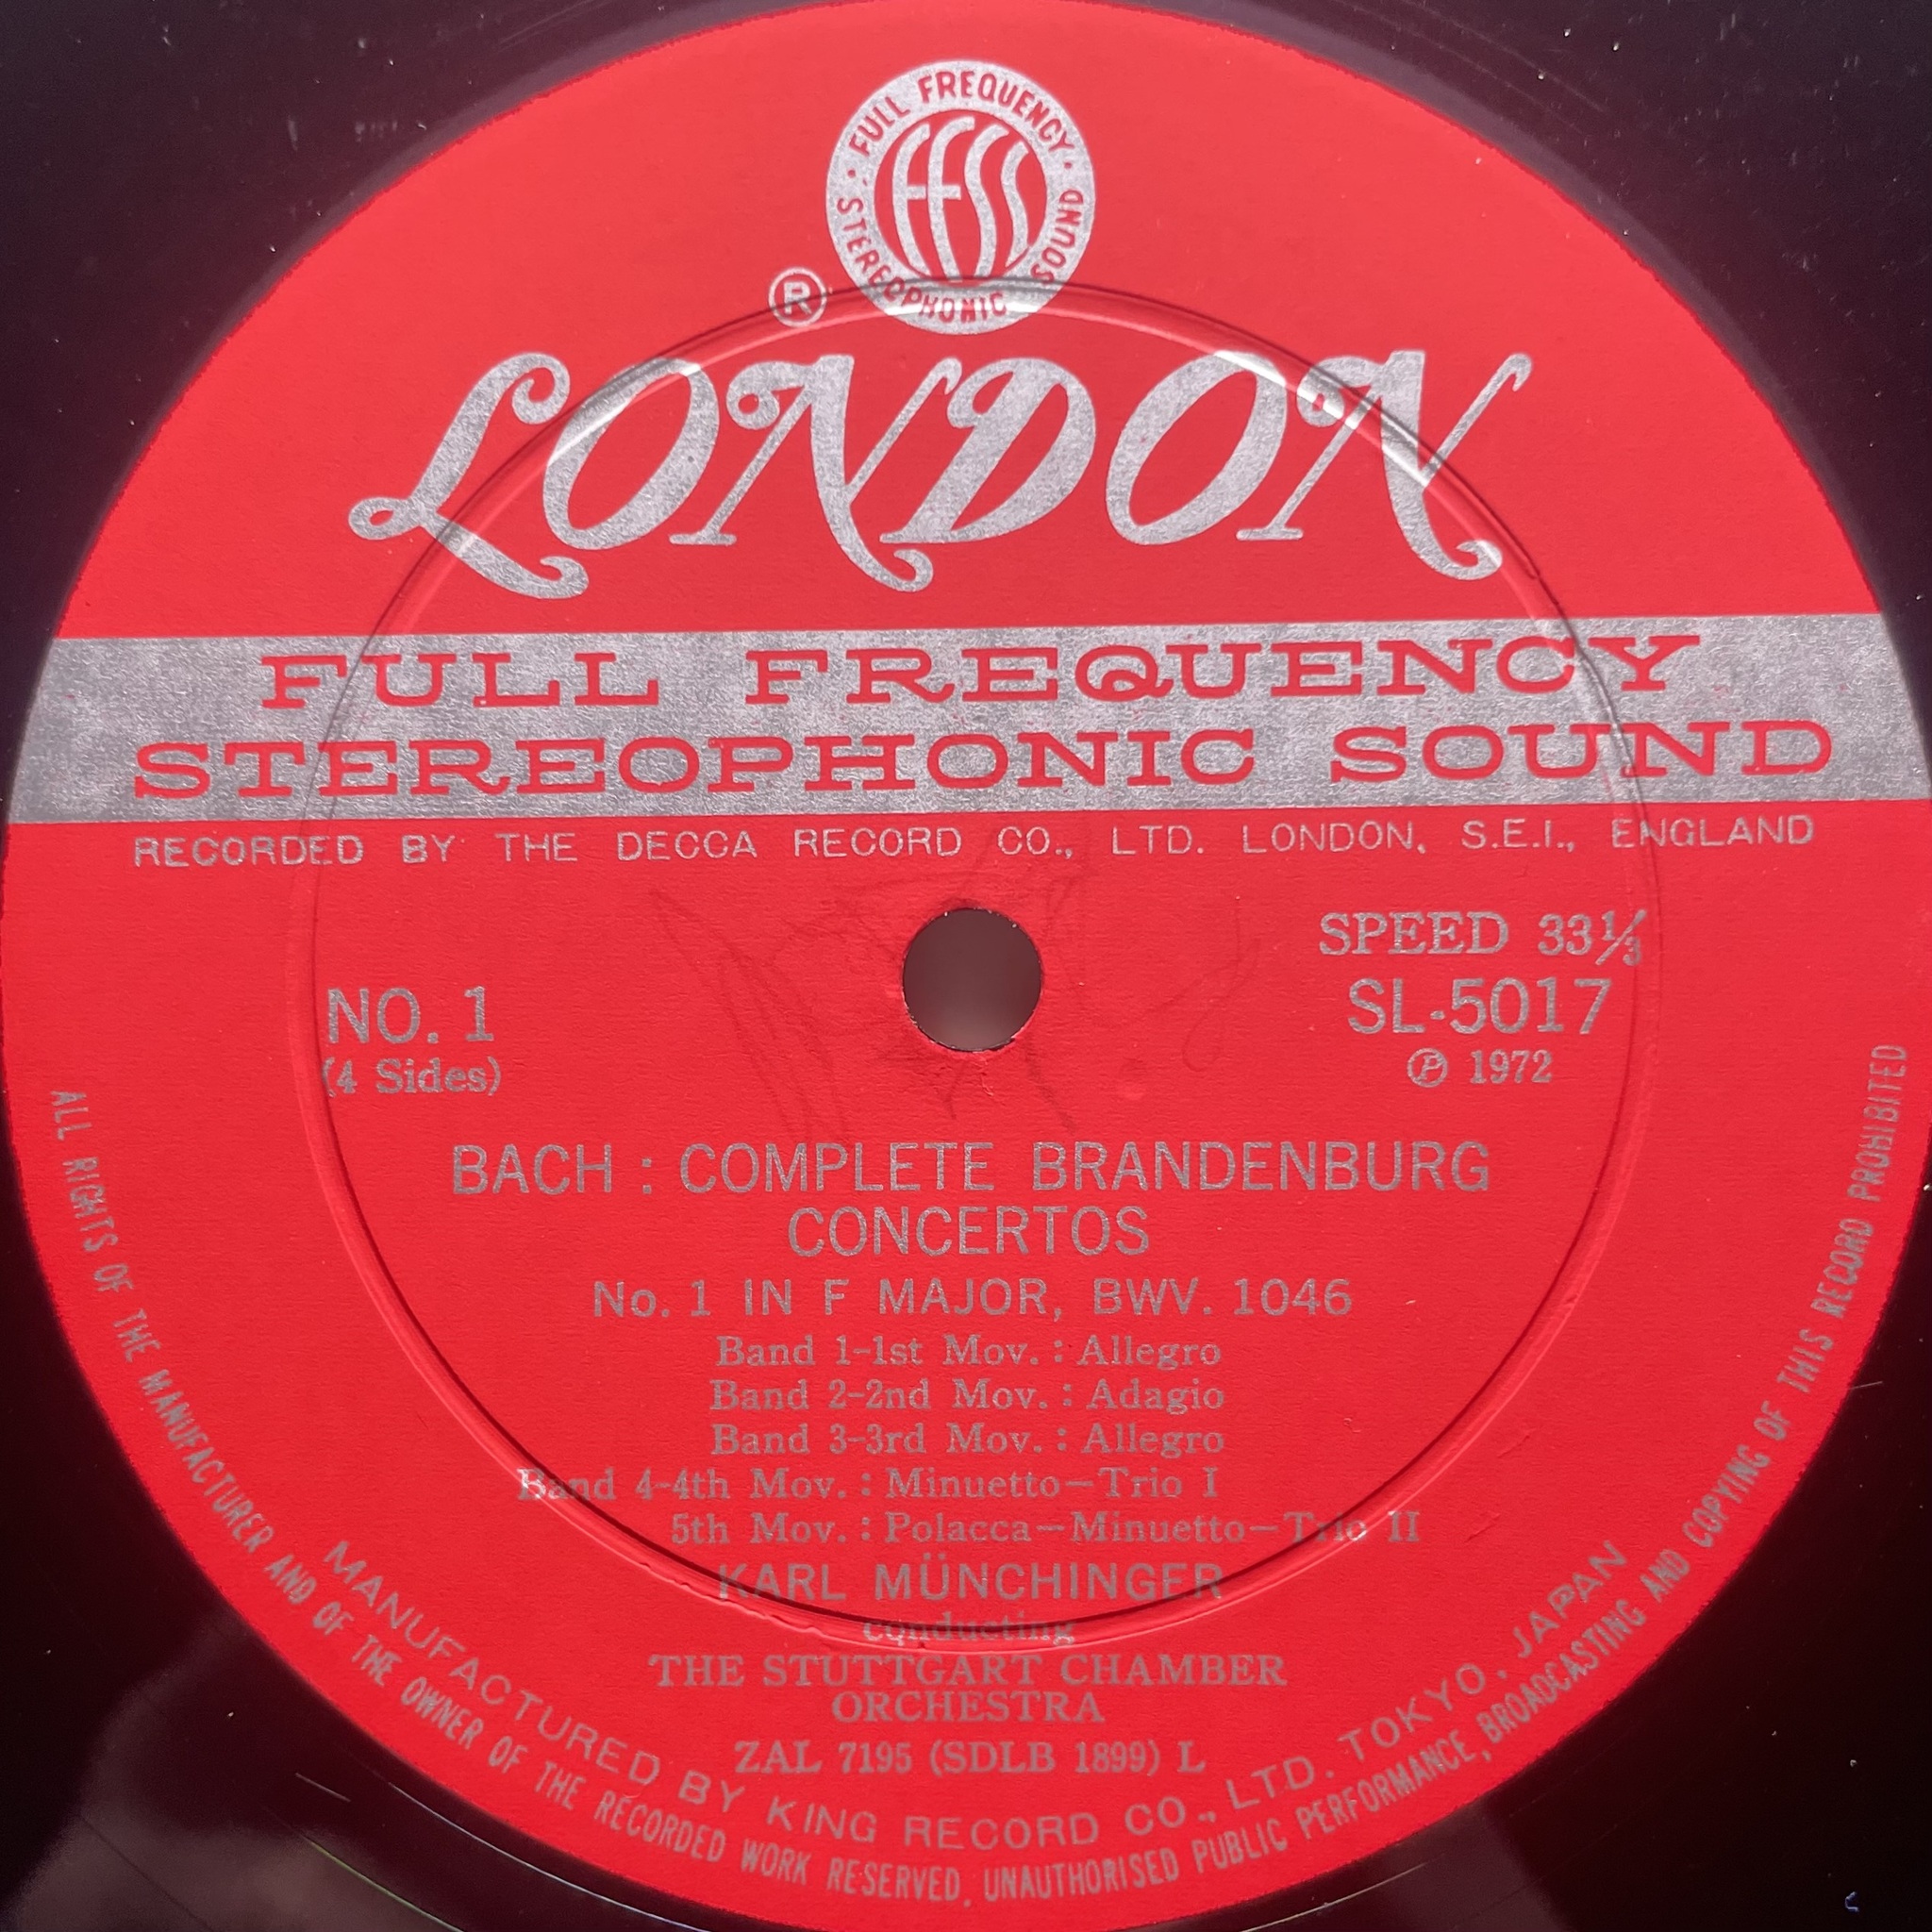 · FULL FREQUENCY ·
STEREOPHONIC SOUND
FFSS
®
LONDON
FULL FREQUENCY
STEREOPHONIC SOUND
RECORDED BY THE DECCA RECORD CO., LTD. LONDON, S.E.I., ENGLAND
SPEED 33⅓
NO. 1
SL-5017
(4 Sides)
℗ 1972
BACH : COMPLETE BRANDENBURG
CONCERTOS
No. 1 IN F MAJOR, BWV. 1046
Band 1-1st Mov. : Allegro
Band 2-2nd Mov. : Adagio
Band 3-3rd Mov. : Allegro
Band 4-4th Mov. : Minuetto—Trio I
5th Mov. : Polacca—Minuetto—Trio II
KARL MÜNCHINGER
conducting
THE STUTTGART CHAMBER
ORCHESTRA
ZAL 7195 (SDLB 1899) L
MANUFACTURED BY KING RECORD CO., LTD. TOKYO, JAPAN
ALL RIGHTS OF THE MANUFACTURER AND OF THE OWNER OF THE RECORDED WORK RESERVED, UNAUTHORISED PUBLIC PERFORMANCE, BROADCASTING AND COPYING OF THIS RECORD PROHIBITED